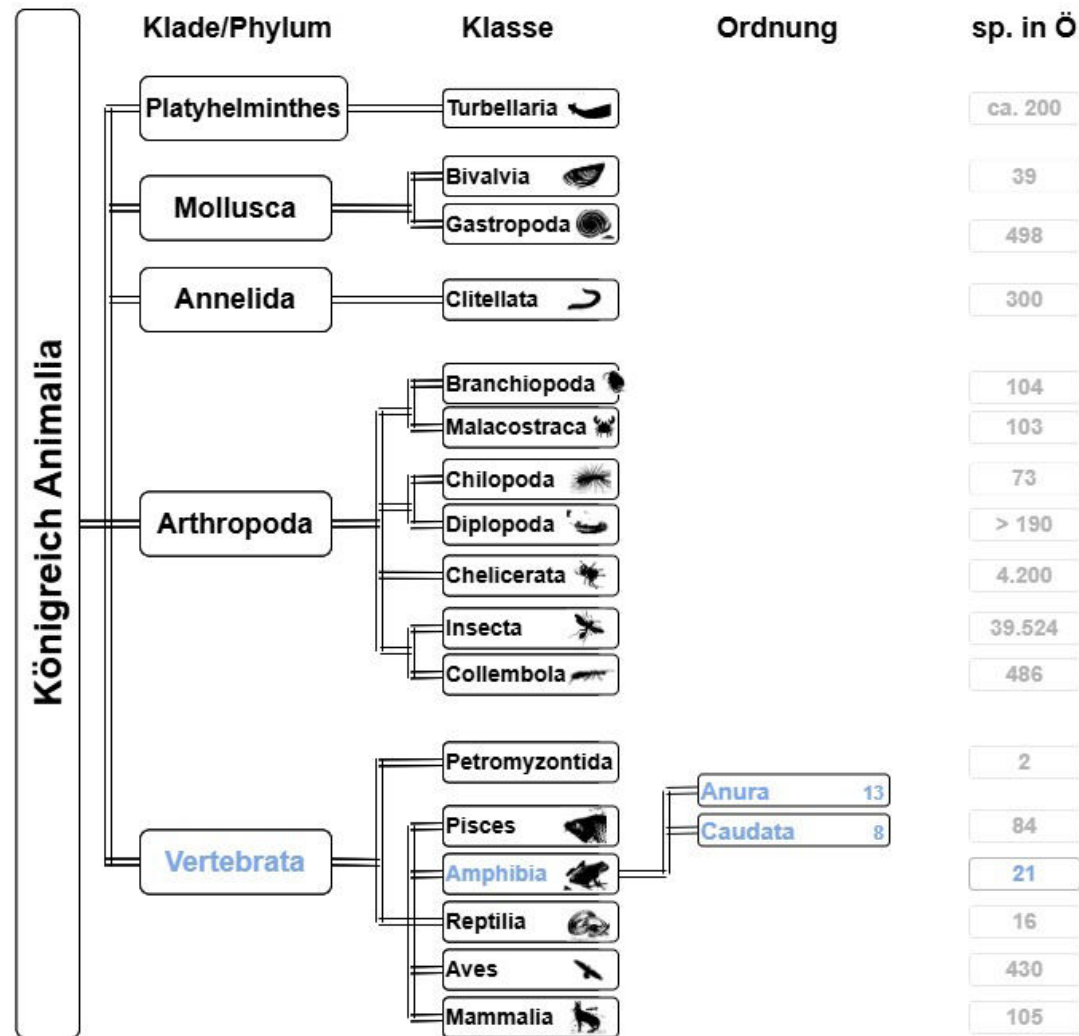 Klade/Phylum Klasse Ordnung sp. in Ö
Königreich Animalia
Platyhelminthes Turbellaria ca. 200
Bivalvia 39
Mollusca
Gastropoda 498
Annelida Clitellata 300
Branchiopoda 104
Malacostraca 103
Chilopoda 73
Arthropoda Diplopoda > 190
Chelicerata 4.200
Insecta 39.524
Collembola 486
Petromyzontida 2
Anura 13
Pisces 84
Caudata 8
Vertebrata Amphibia 21
Reptilia 16
Aves 430
Mammalia 105